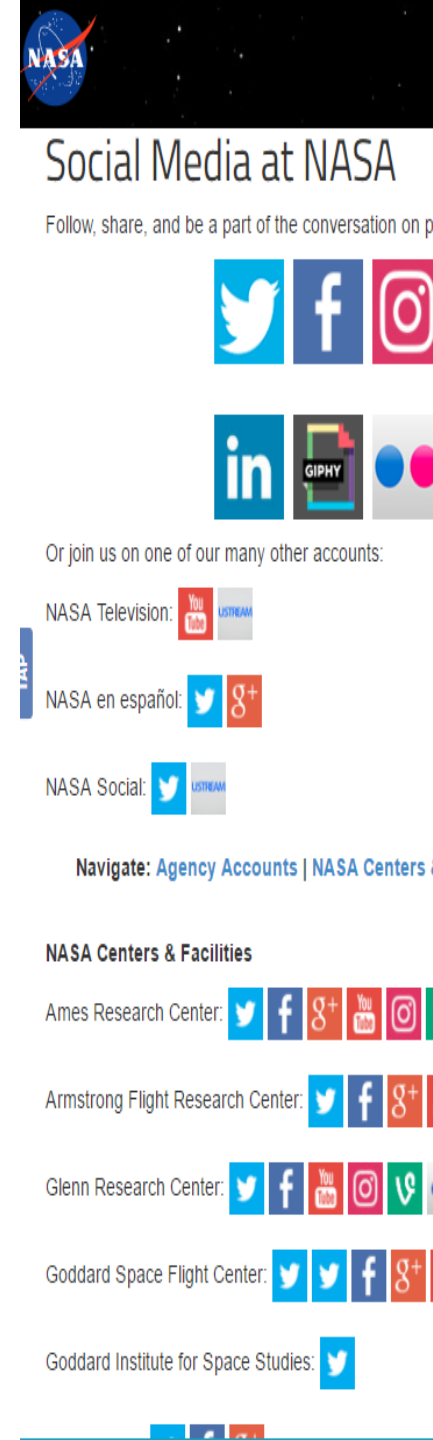 NASA
Social Media at NASA
Follow, share, and be a part of the conversation on
f
in GIPHY
Or join us on one of our many other accounts:
NASA Television: You Tube USTREAM
TAP
NASA en español: g+
NASA Social: USTREAM
Navigate: Agency Accounts | NASA Centers
NASA Centers & Facilities
Ames Research Center: f g+ You Tube
Armstrong Flight Research Center: f g+
Glenn Research Center: f You Tube
Goddard Space Flight Center: f g+
Goddard Institute for Space Studies: